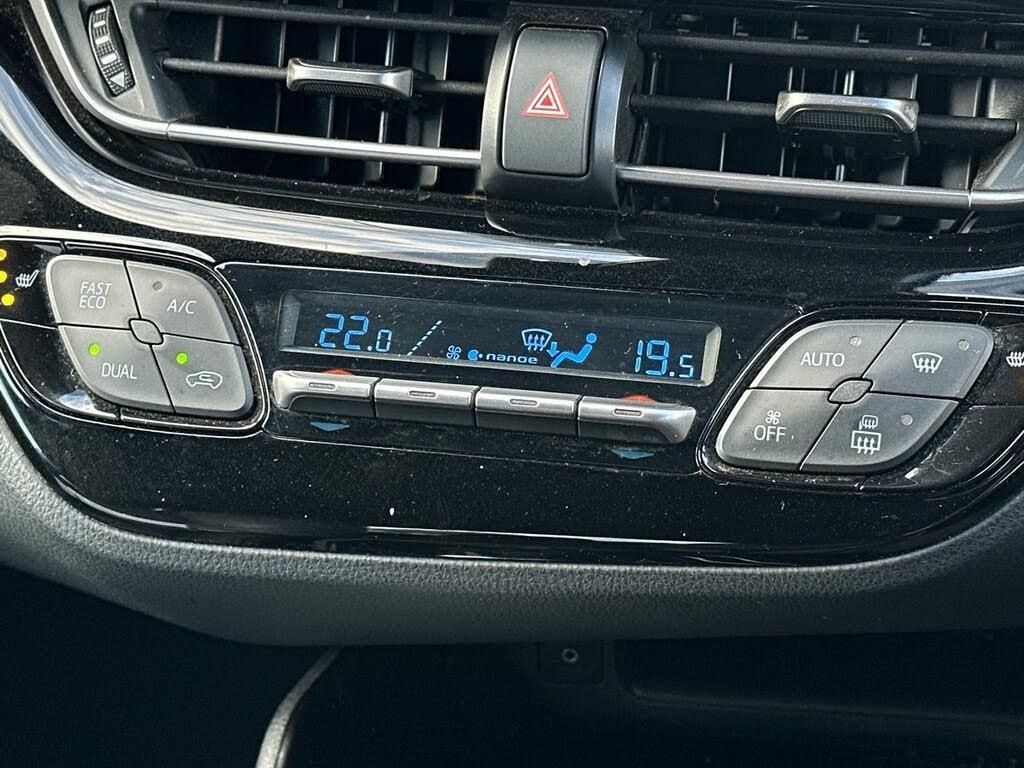 FAST
ECO
A/C
DUAL
22.0
nanoe
19.5
AUTO
OFF